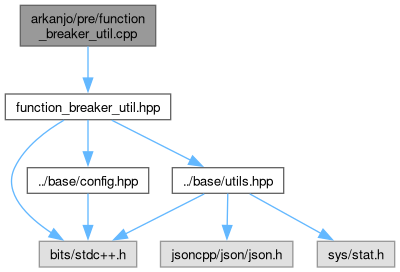 arkanjo/pre/function
_breaker_util.cpp
function_breaker_util.hpp
../base/config.hpp
../base/utils.hpp
bits/stdc++.h
jsoncpp/json/json.h
sys/stat.h